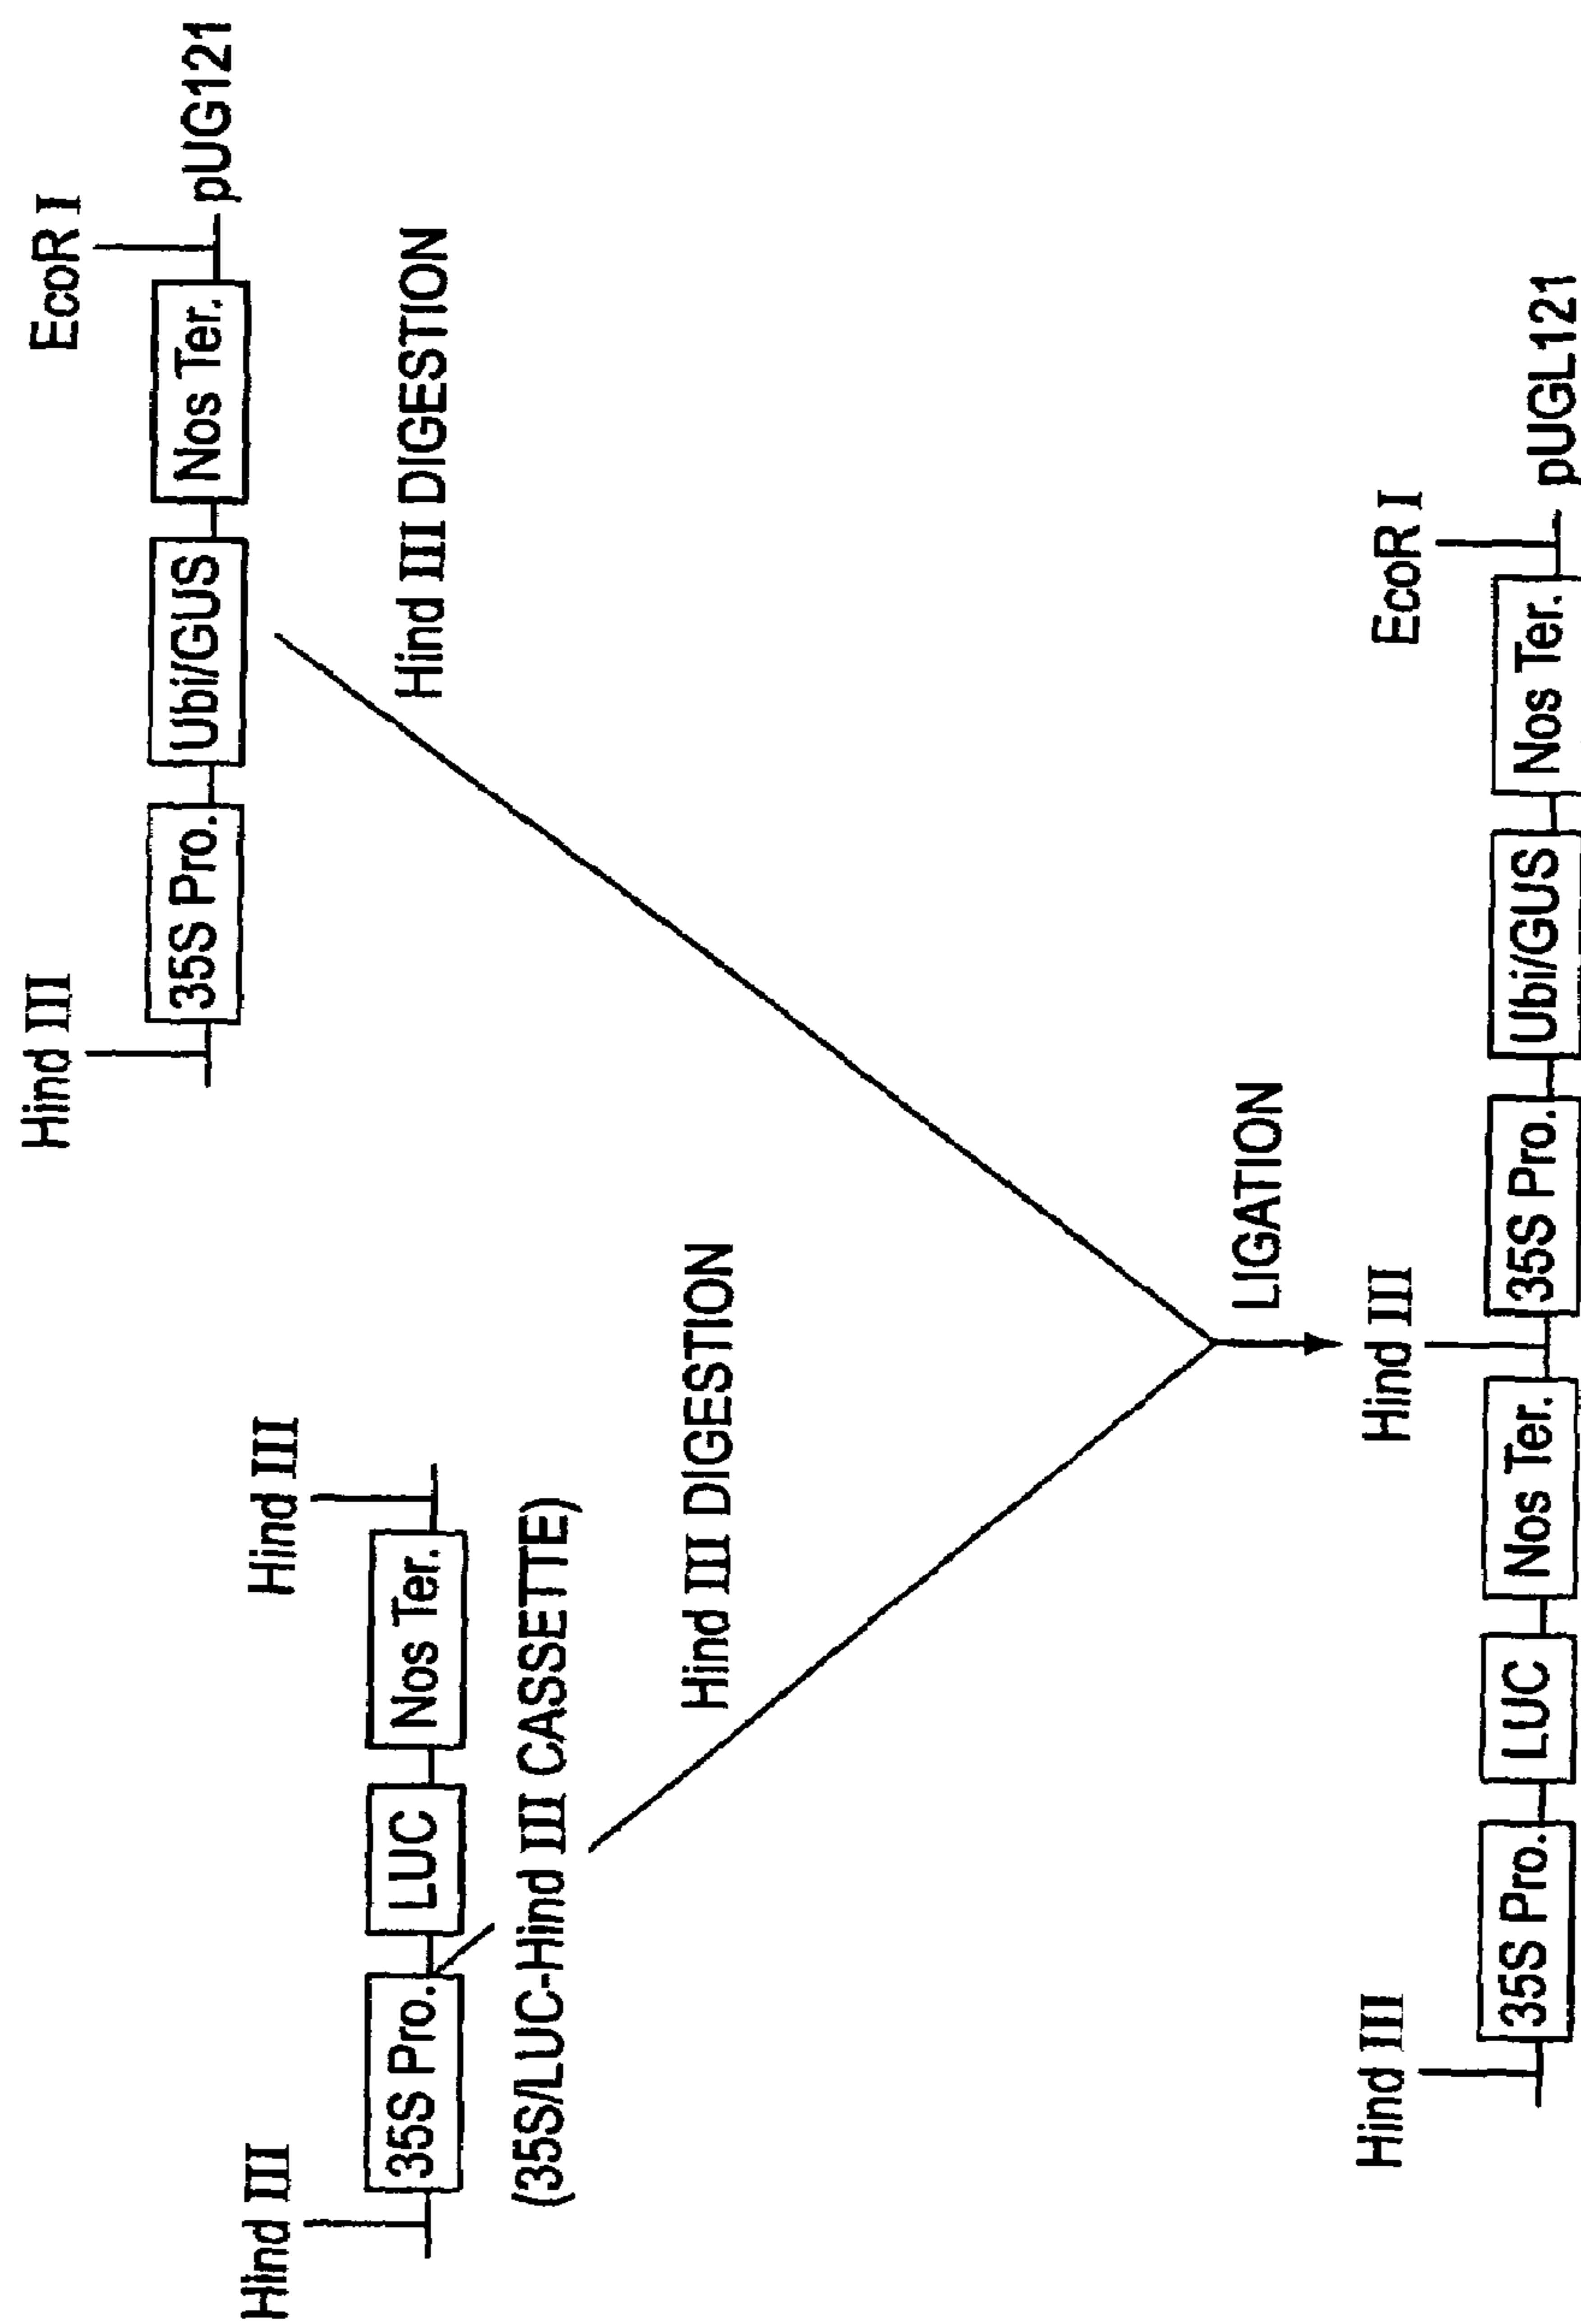 Hind III
Hind III
35S Pro.
LUC
Nos Ter.
(35S/LUC-Hind III CASSETTE)
Hind III DIGESTION
Hind III
EcoR I
35S Pro.
Ubi/GUS
Nos Ter.
pUG121
Hind III DIGESTION
LIGATION
Hind III
Hind III
EcoR I
35S Pro.
LUC
Nos Ter.
35S Pro.
Ubi/GUS
Nos Ter.
pUGL121